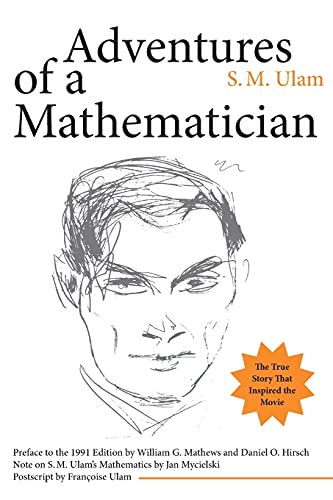 Adventures
of a
S. M. Ulam
Mathematician
The True
Story That
Inspired the
Movie
Preface to the 1991 Edition by William G. Mathews and Daniel O. Hirsch
Note on S. M. Ulam's Mathematics by Jan Mycielski
Postscript by Françoise Ulam